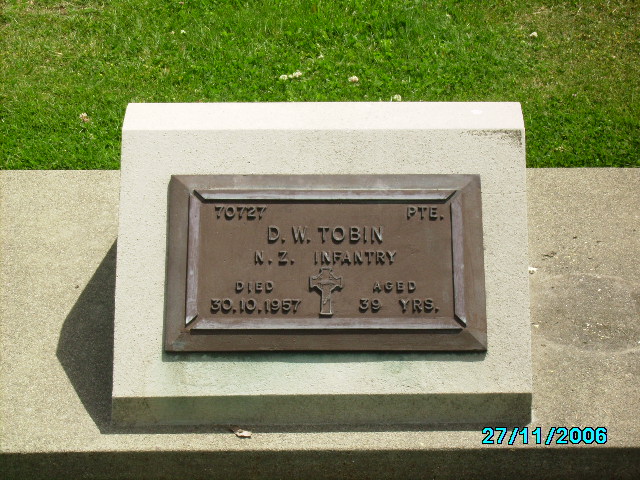 70727 PTE.
D. W. TOBIN
N. Z. INFANTRY
DIED AGED
30.10.1957 39 YRS.
27/11/2006